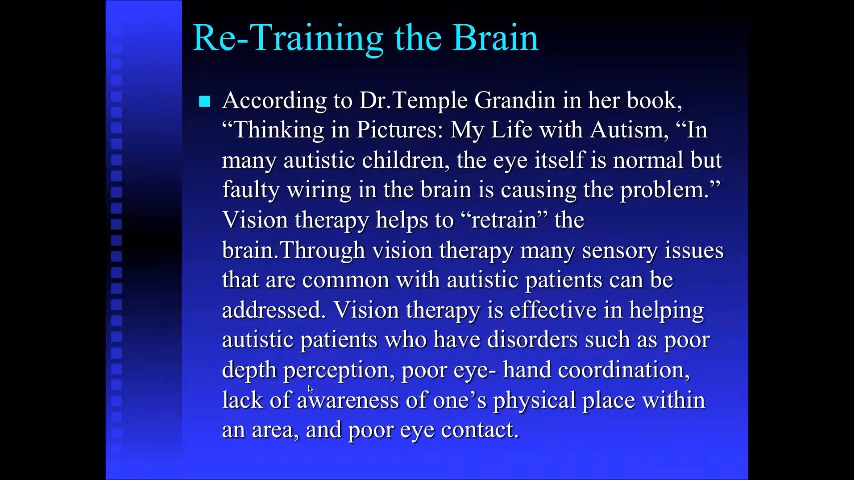 Re-Training the Brain
According to Dr.Temple Grandin in her book,
“Thinking in Pictures: My Life with Autism, “In
many autistic children, the eye itself is normal but
faulty wiring in the brain is causing the problem.”
Vision therapy helps to “retrain” the
brain.Through vision therapy many sensory issues
that are common with autistic patients can be
addressed. Vision therapy is effective in helping
autistic patients who have disorders such as poor
depth perception, poor eye- hand coordination,
lack of awareness of one’s physical place within
an area, and poor eye contact.